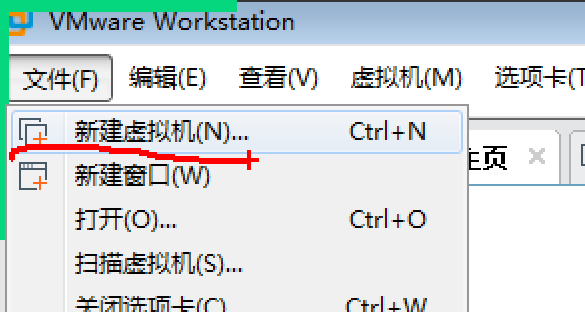 VMware Workstation
文件(F) 编辑(E) 查看(V) 虚拟机(M) 选项卡(T
新建虚拟机(N)... Ctrl+N
主页
新建窗口(W)
打开(O)... Ctrl+O
扫描虚拟机(S)...
关闭选项卡(C) Ctrl+W